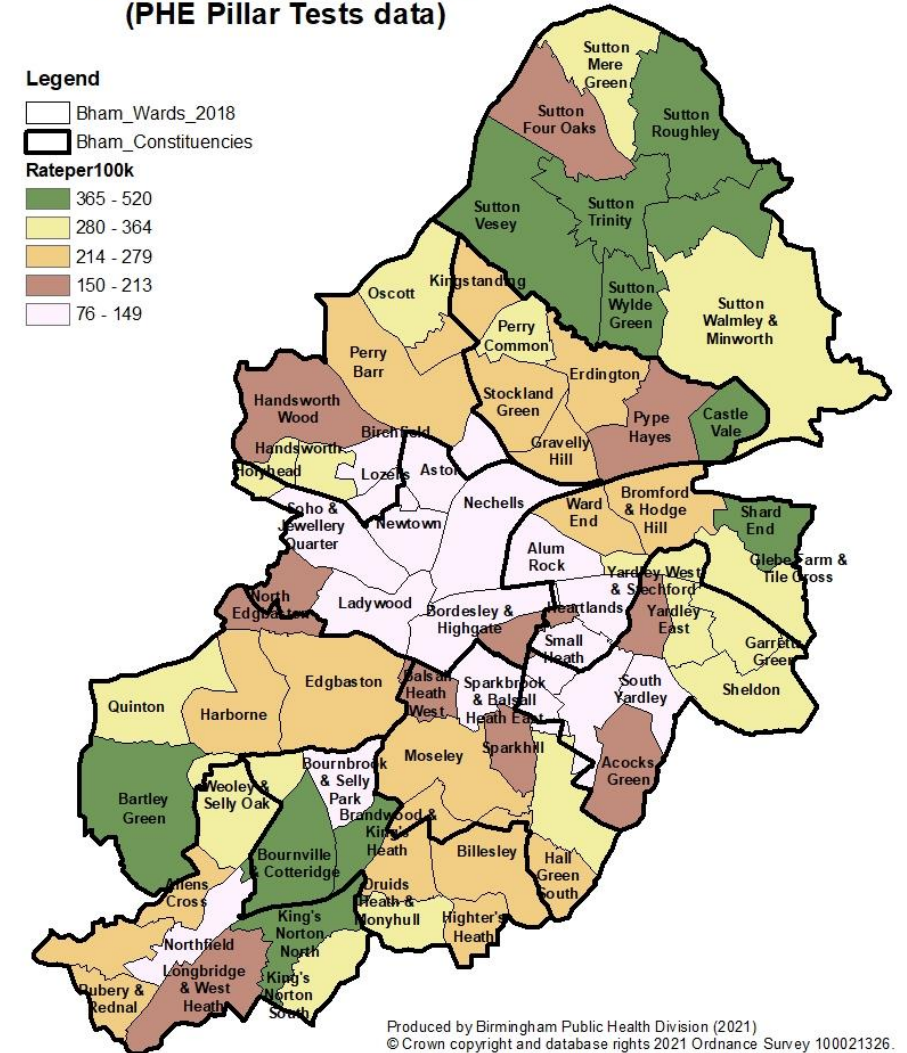 (PHE Pillar Tests data)
Legend
Bham_Wards_2018
Bham_Constituencies
Rateper100k
365 - 520
280 - 364
214 - 279
150 - 213
76 - 149
Sutton
Mere
Green
Sutton
Four Oaks
Sutton
Roughley
Sutton
Vesey
Sutton
Trinity
Sutton
Wylde
Green
Sutton
Walmley &
Minworth
Oscott
Kingstanding
Perry
Common
Perry
Barr
Erdington
Stockland
Green
Handsworth
Wood
Pype
Hayes
Castle
Vale
Birchfield
Gravelly
Hill
Handsworth
Holyhead
Lozells
Aston
Nechells
Ward
End
Bromford
& Hodge
Hill
Shard
End
Soho &
Jewellery
Quarter
Newtown
Alum
Rock
Glebe Farm &
Tile Cross
Yardley West
& Stechford
North
Edgbaston
Ladywood
Bordesley &
Highgate
Heartlands
Yardley
East
Small
Heath
Garretts
Green
Sheldon
Edgbaston
Balsall
Heath
West
Sparkbrook
& Balsall
Heath East
South
Yardley
Quinton
Harborne
Moseley
Sparkhill
Acocks
Green
Bournbrook
& Selly
Park
Weoley &
Selly Oak
Bartley
Green
Brandwood &
King's
Heath
Bournville
& Cotteridge
Billesley
Hall
Green
South
Allens
Cross
Druids
Heath &
Monyhull
Highter's
Heath
King's
Norton
North
Northfield
Longbridge
& West
Heath
King's
Norton
South
Rubery &
Rednal
Produced by Birmingham Public Health Division (2021)
© Crown copyright and database rights 2021 Ordnance Survey 100021326.